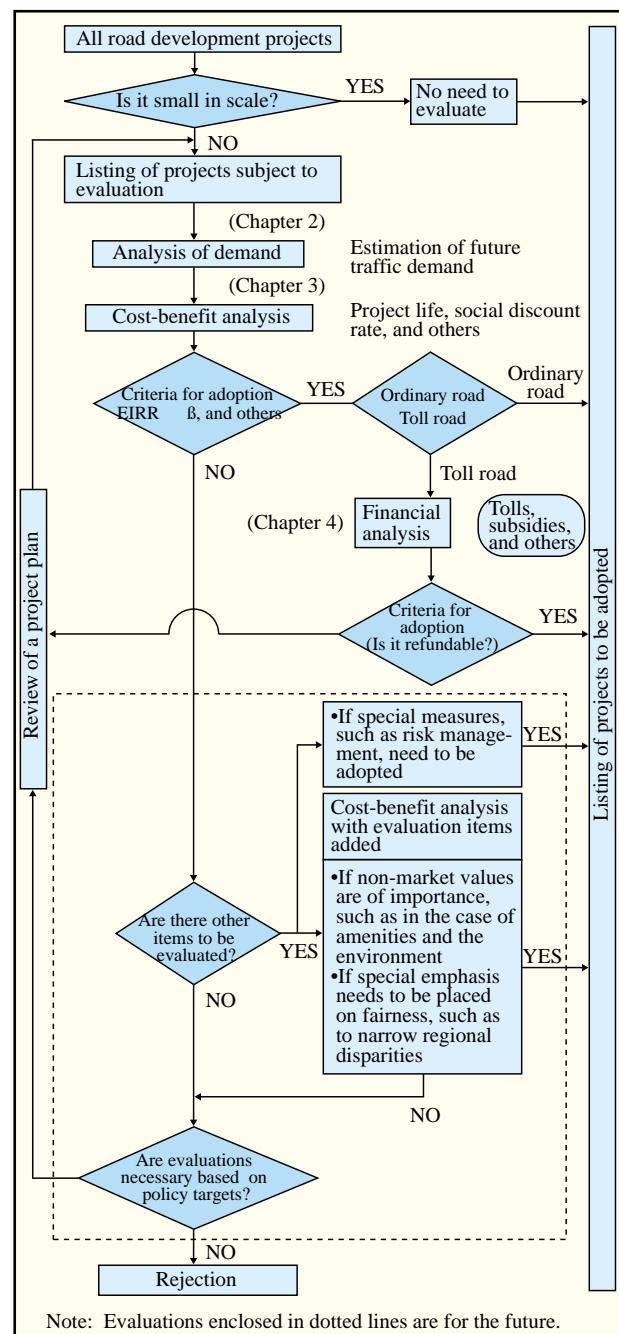 All road development projects
Is it small in scale?
YES
No need to
evaluate
NO
Listing of projects subject to
evaluation
(Chapter 2)
Analysis of demand
Estimation of future
traffic demand
(Chapter 3)
Cost-benefit analysis
Project life, social discount
rate, and others
Criteria for adoption
EIRR ß, and others
YES
Ordinary road
Toll road
Ordinary
road
NO
Toll road
(Chapter 4)
Financial
analysis
Tolls,
subsidies,
and others
Criteria for
adoption
(Is it refundable?)
YES
Review of a project plan
Listing of projects to be adopted
•If special measures,
such as risk manage-
ment, need to be
adopted
YES
Cost-benefit analysis
with evaluation items
added
•If non-market values
are of importance,
such as in the case of
amenities and the
environment
•If special emphasis
needs to be placed
on fairness, such as
to narrow regional
disparities
YES
Are there other
items to be
evaluated?
YES
NO
NO
Are evaluations
necessary based on
policy targets?
NO
Rejection
Note: Evaluations enclosed in dotted lines are for the future.